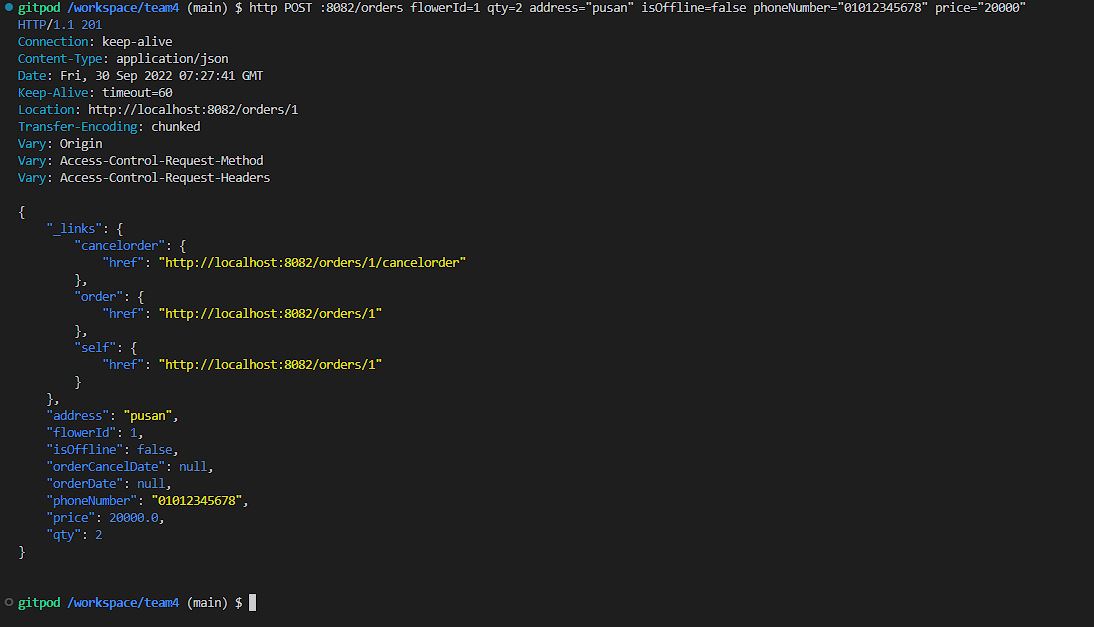 gitpod /workspace/team4 (main) $ http POST :8082/orders flowerId=1 qty=2 address="pusan" isOffline=false phoneNumber="01012345678" price="20000"
HTTP/1.1 201
Connection: keep-alive
Content-Type: application/json
Date: Fri, 30 Sep 2022 07:27:41 GMT
Keep-Alive: timeout=60
Location: http://localhost:8082/orders/1
Transfer-Encoding: chunked
Vary: Origin
Vary: Access-Control-Request-Method
Vary: Access-Control-Request-Headers

{
    "_links": {
        "cancelorder": {
            "href": "http://localhost:8082/orders/1/cancelorder"
        },
        "order": {
            "href": "http://localhost:8082/orders/1"
        },
        "self": {
            "href": "http://localhost:8082/orders/1"
        }
    },
    "address": "pusan",
    "flowerId": 1,
    "isOffline": false,
    "orderCancelDate": null,
    "orderDate": null,
    "phoneNumber": "01012345678",
    "price": 20000.0,
    "qty": 2
}

gitpod /workspace/team4 (main) $